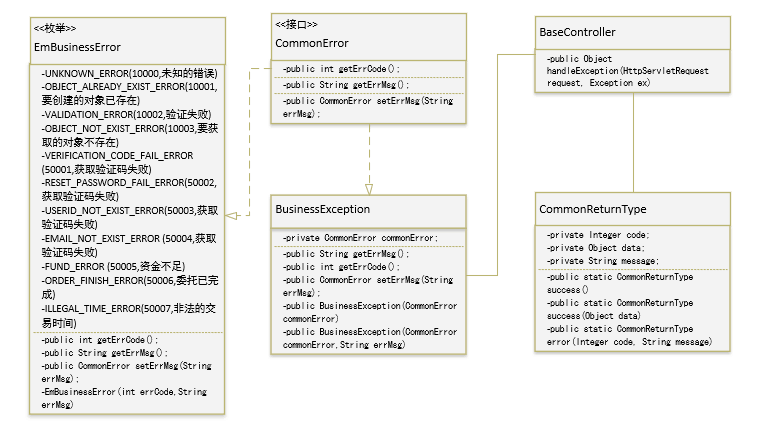 <<枚举>>
EmBusinessError
-UNKNOWN_ERROR(10000,未知的错误)
-OBJECT_ALREADY_EXIST_ERROR(10001,
要创建的对象已存在)
-VALIDATION_ERROR(10002,验证失败)
-OBJECT_NOT_EXIST_ERROR(10003,要获
取的对象不存在)
-VERIFICATION_CODE_FAIL_ERROR
(50001,获取验证码失败)
-RESET_PASSWORD_FAIL_ERROR(50002,
获取验证码失败)
-USERID_NOT_EXIST_ERROR(50003,获取
验证码失败)
-EMAIL_NOT_EXIST_ERROR (50004,获取
验证码失败)
-FUND_ERROR (50005,资金不足)
-ORDER_FINISH_ERROR(50006,委托已完
成)
-ILLEGAL_TIME_ERROR(50007,非法的交
易时间)
-public int getErrCode();
-public String getErrMsg();
-public CommonError setErrMsg(String
errMsg);
-EmBusinessError(int errCode,String
errMsg)
<<接口>>
CommonError
-public int getErrCode();
-public String getErrMsg();
-public CommonError setErrMsg(String
errMsg);
BusinessException
-private CommonError commonError;
-public String getErrMsg();
-public int getErrCode();
-public CommonError setErrMsg(String
errMsg);
-public BusinessException(CommonError
commonError)
-public BusinessException(CommonError
commonError,String errMsg)
BaseController
-public Object
handleException(HttpServletRequest
request, Exception ex)
CommonReturnType
-private Integer code;
-private Object data;
-private String message;
-public static CommonReturnType
success()
-public static CommonReturnType
success(Object data)
-public static CommonReturnType
error(Integer code, String message)